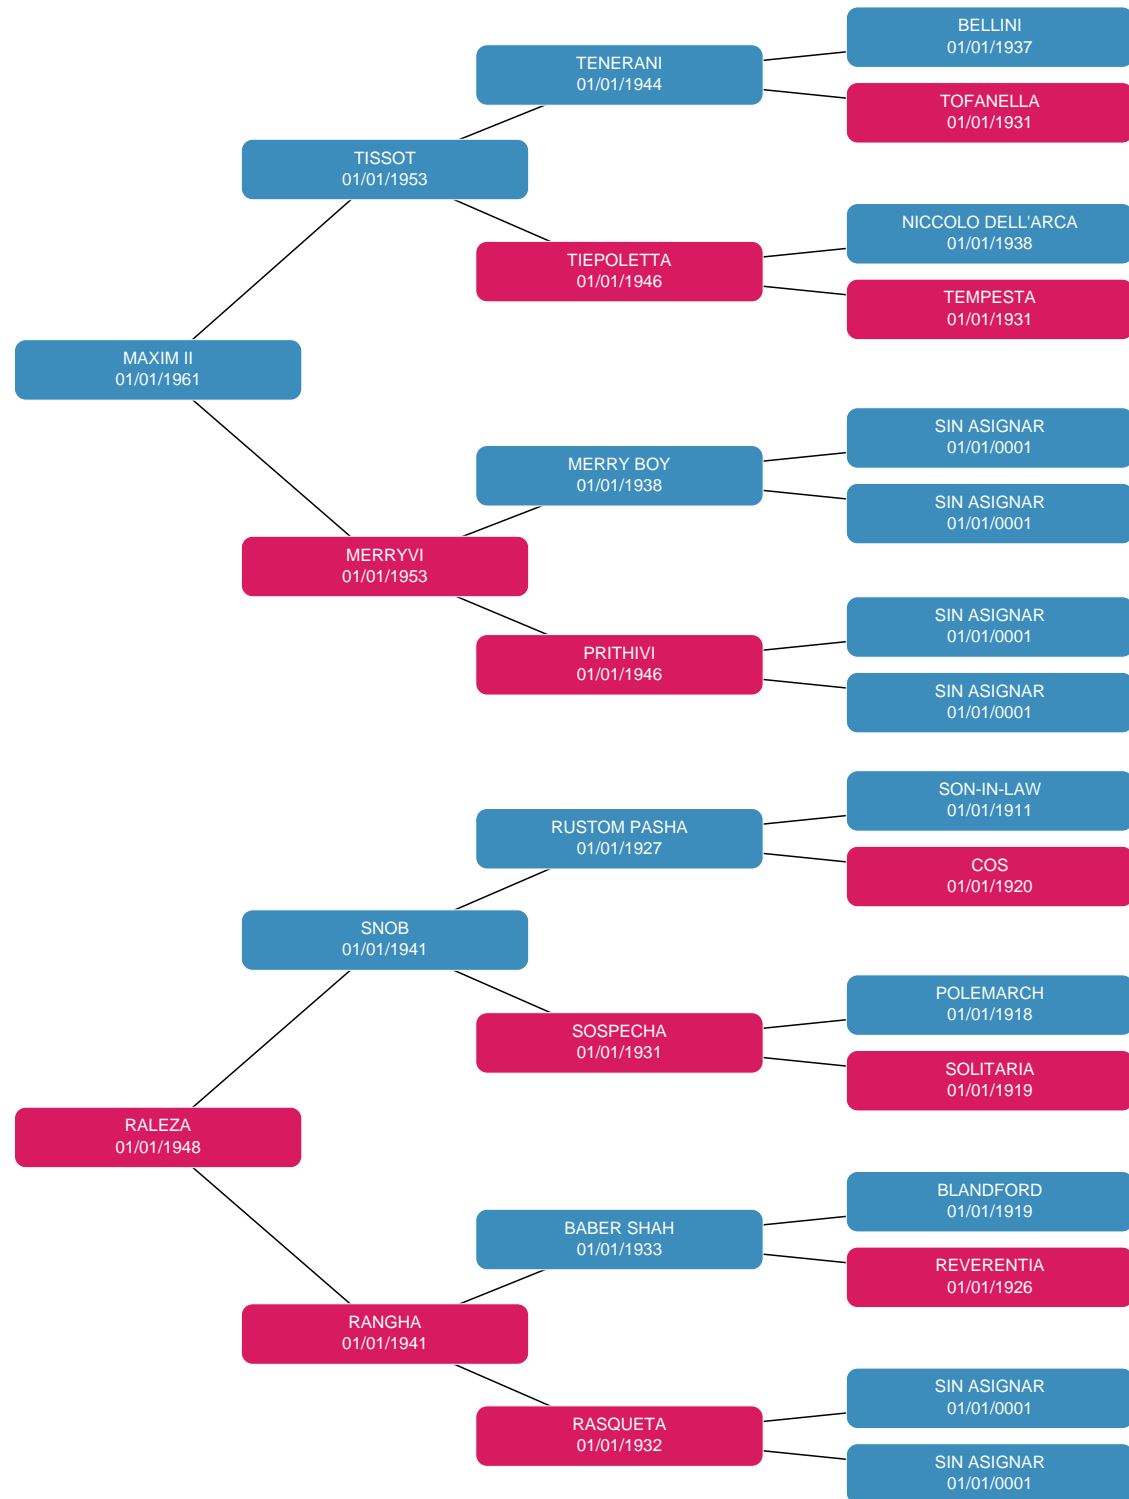 BELLINI
01/01/1937
TENERANI
01/01/1944
TOFANELLA
01/01/1931
TISSOT
01/01/1953
NICCOLO DELL'ARCA
01/01/1938
TIEPOLETTA
01/01/1946
TEMPESTA
01/01/1931
MAXIM II
01/01/1961
SIN ASIGNAR
01/01/0001
MERRY BOY
01/01/1938
SIN ASIGNAR
01/01/0001
MERRYVI
01/01/1953
SIN ASIGNAR
01/01/0001
PRITHIVI
01/01/1946
SIN ASIGNAR
01/01/0001
SON-IN-LAW
01/01/1911
RUSTOM PASHA
01/01/1927
COS
01/01/1920
SNOB
01/01/1941
POLEMARCH
01/01/1918
SOSPECHA
01/01/1931
SOLITARIA
01/01/1919
RALEZA
01/01/1948
BLANDFORD
01/01/1919
BABER SHAH
01/01/1933
REVERENTIA
01/01/1926
RANGHA
01/01/1941
SIN ASIGNAR
01/01/0001
RASQUETA
01/01/1932
SIN ASIGNAR
01/01/0001